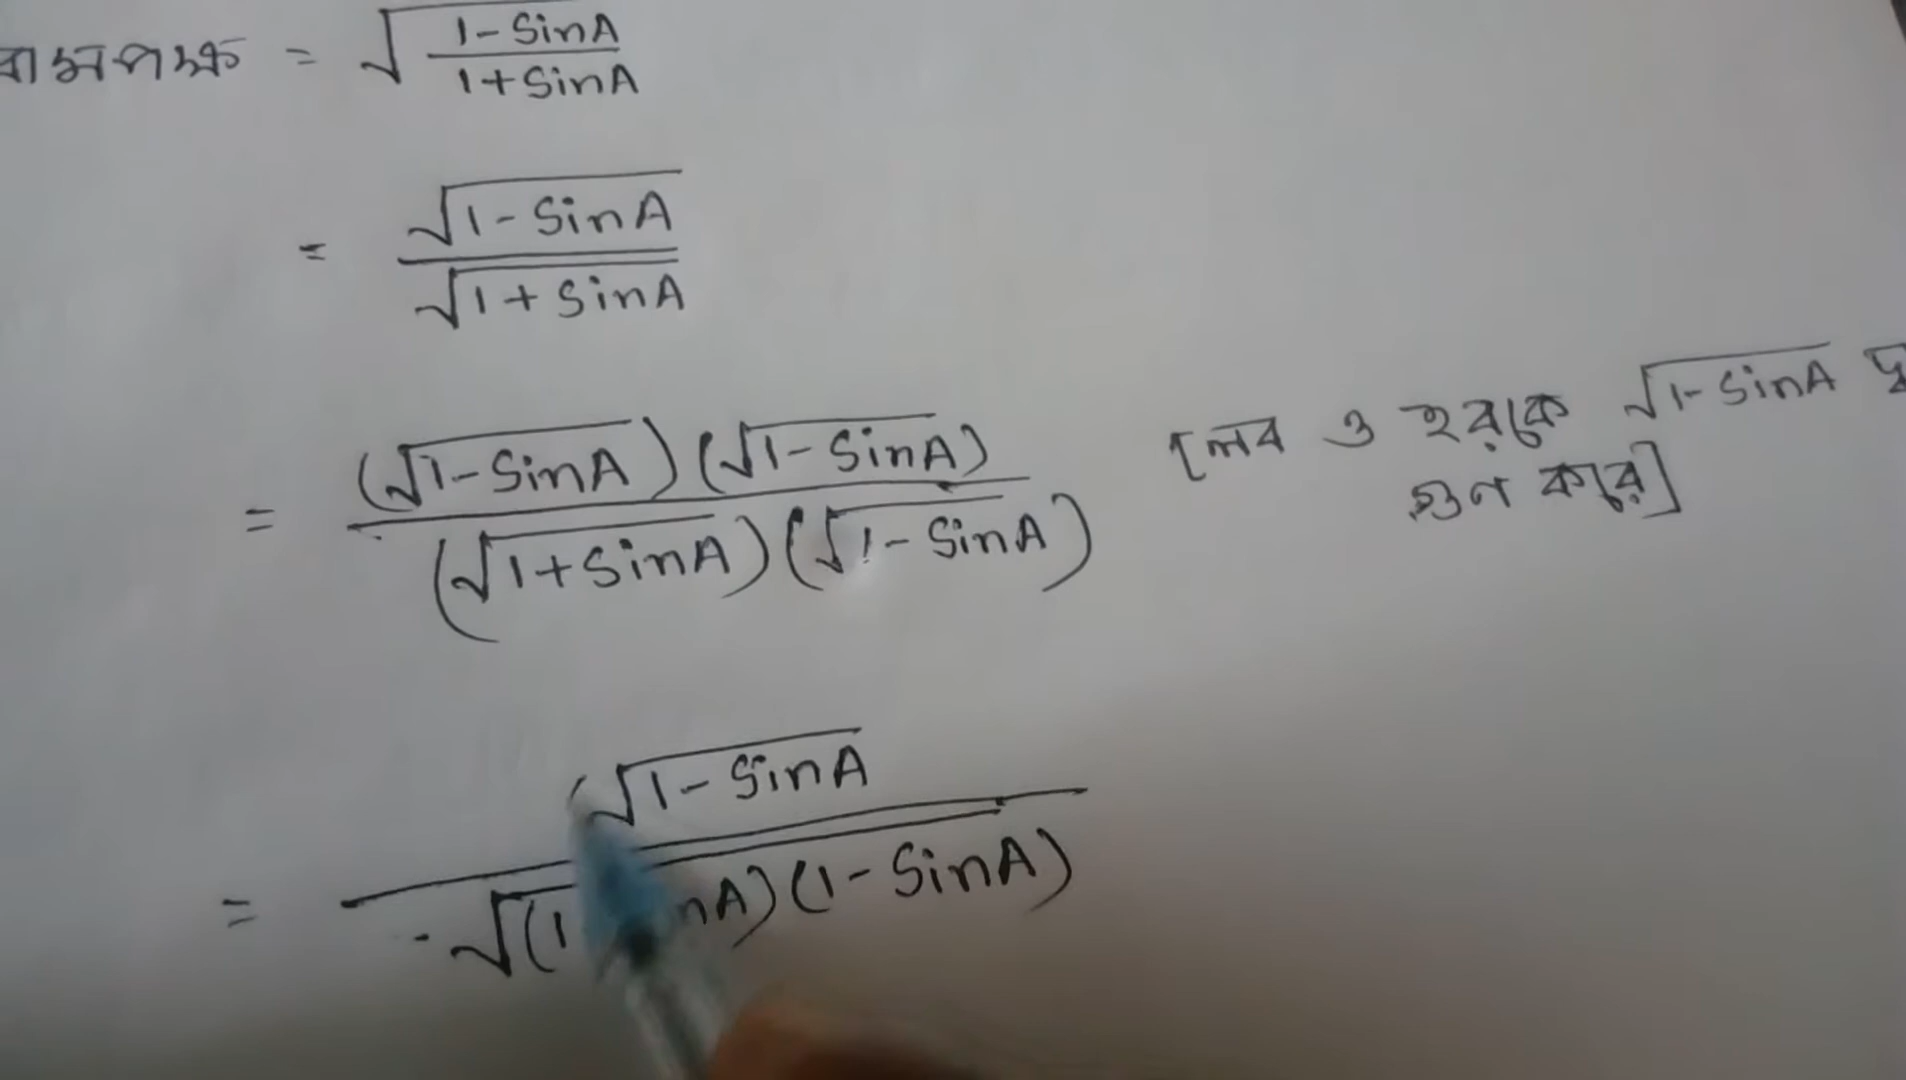 বামপক্ষ = √(1-SinA / 1+SinA)
= √(1-SinA) / √(1+SinA)
= (√(1-SinA))(√(1-SinA)) / (√(1+SinA))(√(1-SinA)) [লব ও হরকে √(1-SinA)
গুণ করে]
= (√(1-SinA) / √((1 nA)(1-SinA))